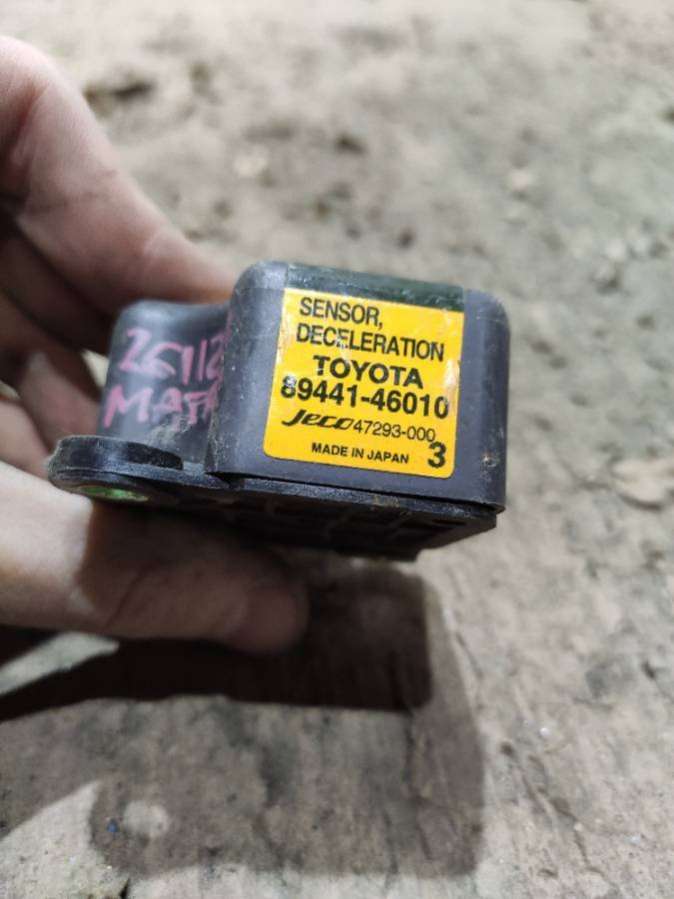 SENSOR,
DECELERATION
TOYOTA
89441-46010
Jeco 47293-000
MADE IN JAPAN 3